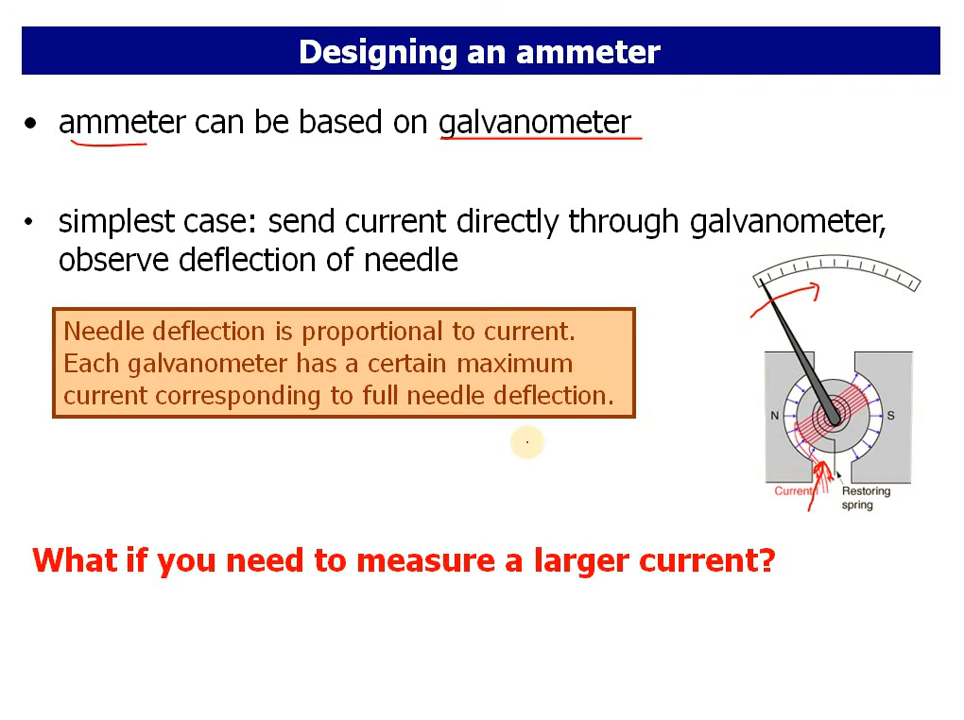 Designing an ammeter
• ammeter can be based on galvanometer
• simplest case: send current directly through galvanometer,
observe deflection of needle
Needle deflection is proportional to current.
Each galvanometer has a certain maximum
current corresponding to full needle deflection.
N
S
Current
Restoring
spring
What if you need to measure a larger current?